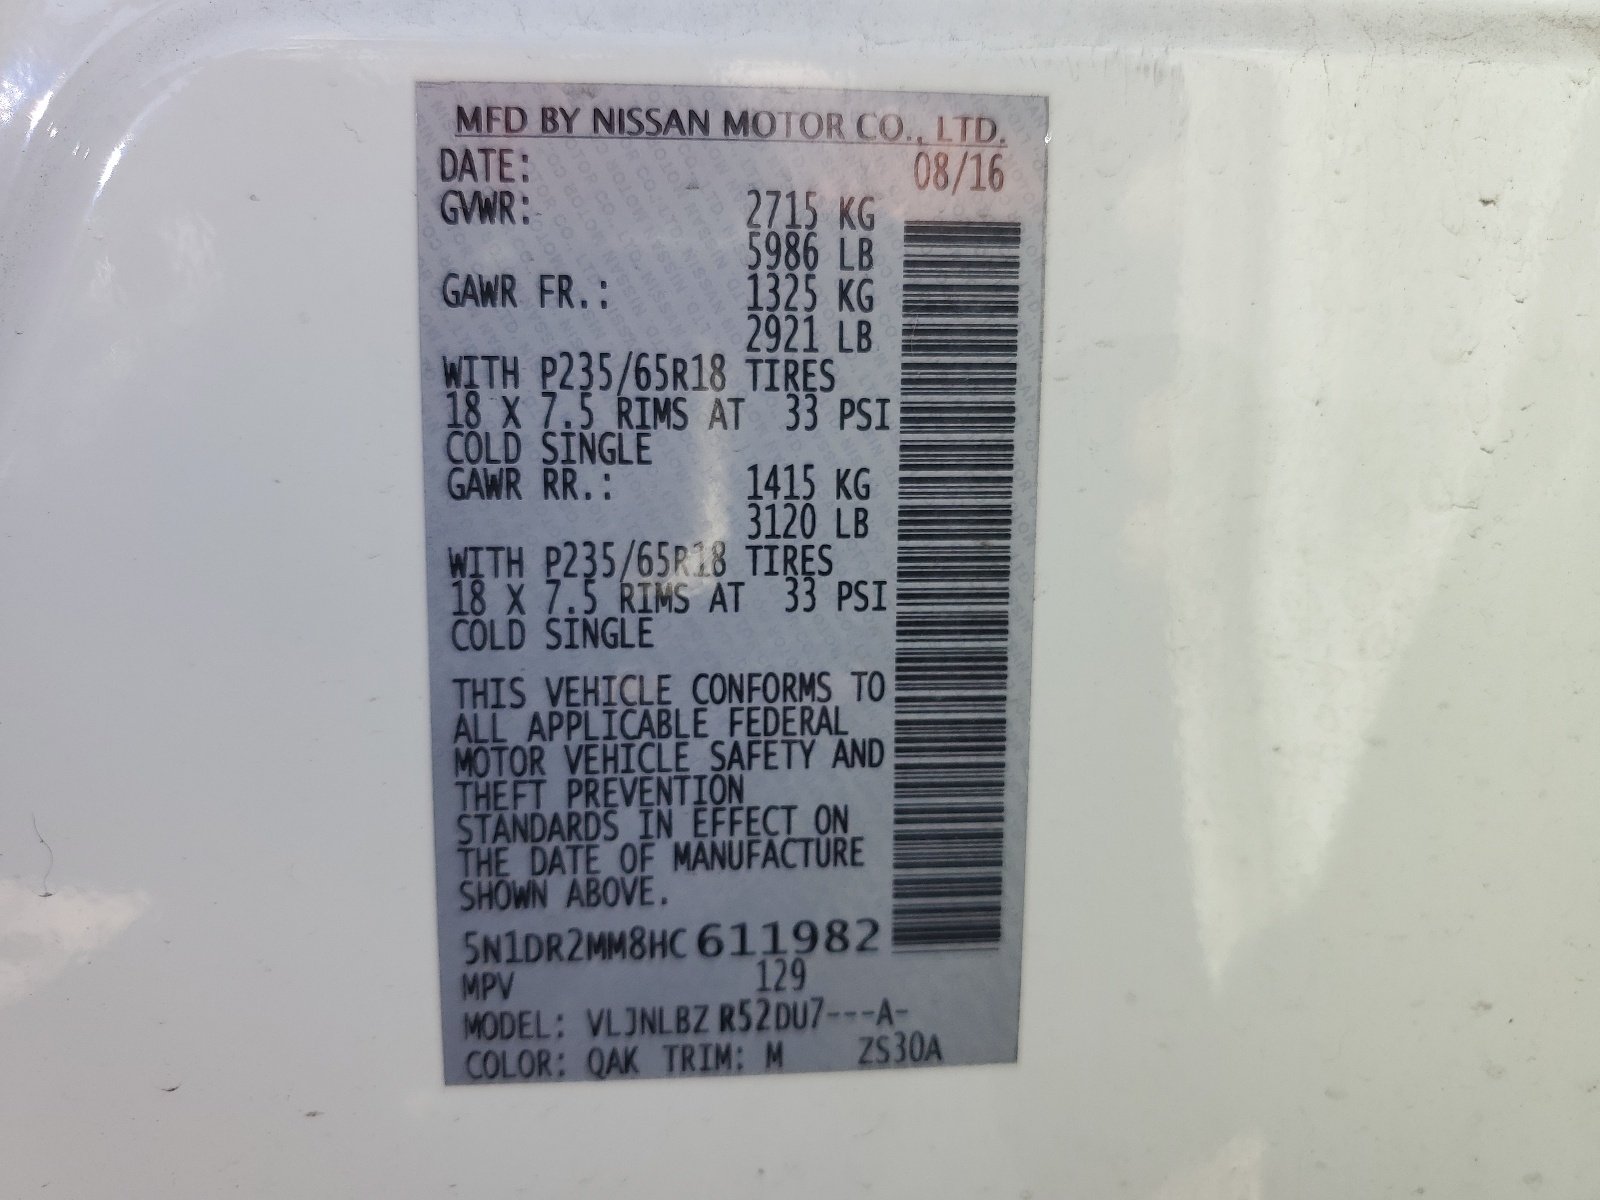 MFD BY NISSAN MOTOR CO., LTD.
DATE: 08/16
GVWR: 2715 KG
5986 LB
GAWR FR.: 1325 KG
2921 LB
WITH P235/65R18 TIRES
18 X 7.5 RIMS AT 33 PSI
COLD SINGLE
GAWR RR.: 1415 KG
3120 LB
WITH P235/65R18 TIRES
18 X 7.5 RIMS AT 33 PSI
COLD SINGLE
THIS VEHICLE CONFORMS TO
ALL APPLICABLE FEDERAL
MOTOR VEHICLE SAFETY AND
THEFT PREVENTION
STANDARDS IN EFFECT ON
THE DATE OF MANUFACTURE
SHOWN ABOVE.
5N1DR2MM8HC611982
MPV 129
MODEL: VLJNLBZ R52DU7---A-
COLOR: QAK TRIM: M ZS30A